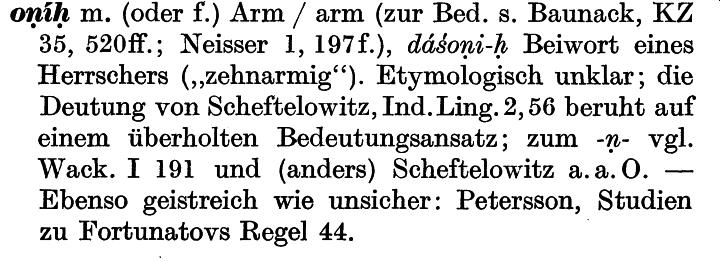 oṇíḥ m. (oder f.) Arm / arm (zur Bed. s. Baunack, KZ
35, 520ff.; Neisser 1, 197f.), dáśoṇi-ḥ Beiwort eines
Herrschers („zehnarmig“). Etymologisch unklar; die
Deutung von Scheftelowitz, Ind. Ling. 2, 56 beruht auf
einem überholten Bedeutungsansatz; zum -ṇ- vgl.
Wack. I 191 und (anders) Scheftelowitz a. a. O. —
Ebenso geistreich wie unsicher: Petersson, Studien
zu Fortunatovs Regel 44.